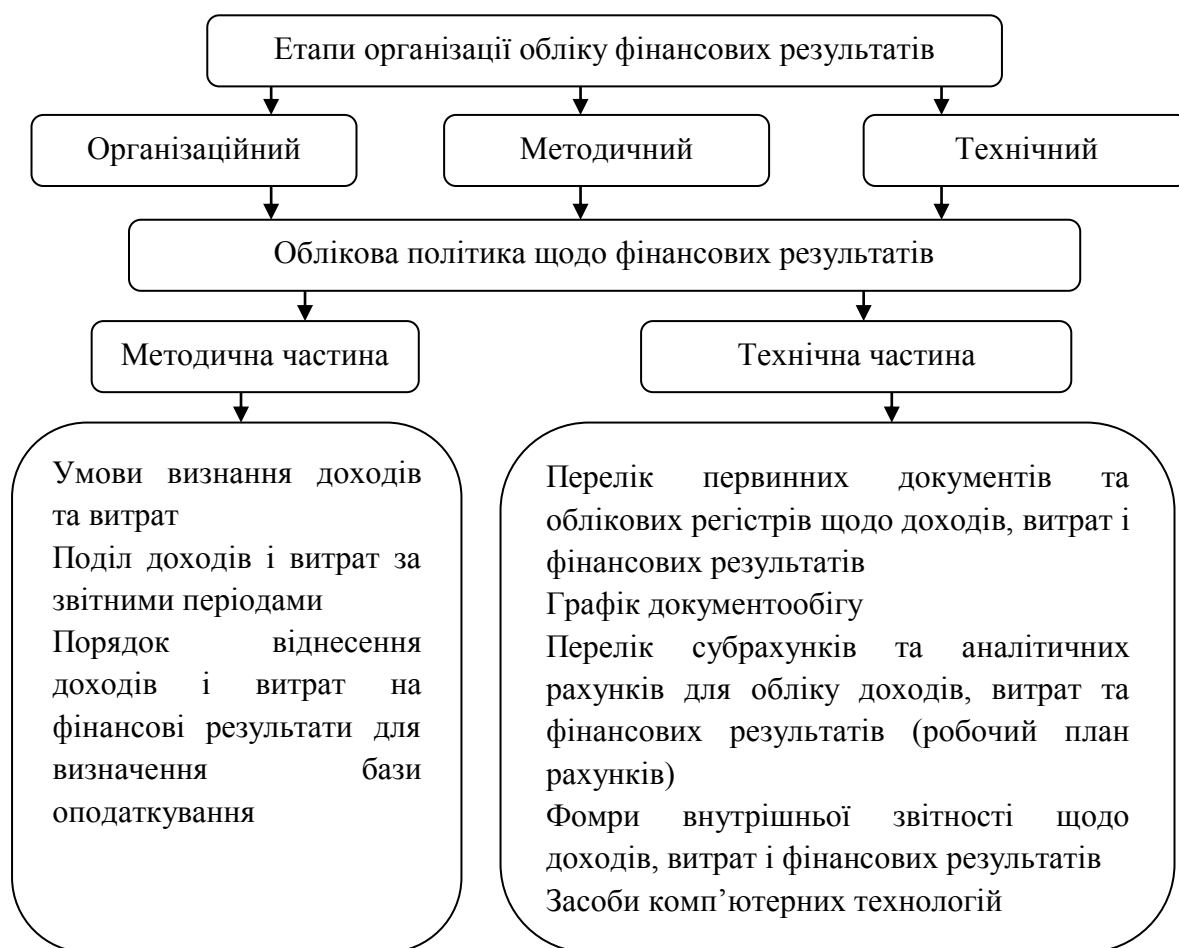 Етапи організації обліку фінансових результатів
Організаційний
Методичний
Технічний
Облікова політика щодо фінансових результатів
Методична частина
Технічна частина
Умови визнання доходів
та витрат
Поділ доходів і витрат за
звітними періодами
Порядок віднесення
доходів і витрат на
фінансові результати для
визначення бази
оподаткування
Перелік первинних документів та
облікових регістрів щодо доходів, витрат і
фінансових результатів
Графік документообігу
Перелік субрахунків та аналітичних
рахунків для обліку доходів, витрат та
фінансових результатів (робочий план
рахунків)
Фомри внутрішньої звітності щодо
доходів, витрат і фінансових результатів
Засоби комп’ютерних технологій